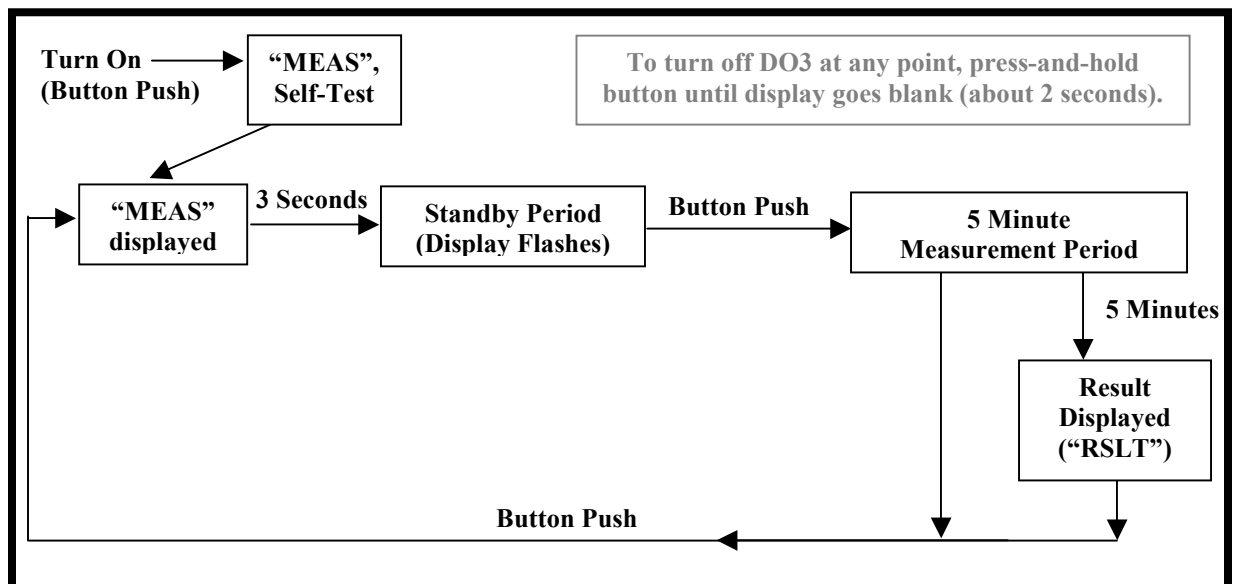 Turn On
(Button Push)
“MEAS”,
Self-Test
To turn off DO3 at any point, press-and-hold
button until display goes blank (about 2 seconds).
“MEAS”
displayed
3 Seconds
Standby Period
(Display Flashes)
Button Push
5 Minute
Measurement Period
5 Minutes
Result
Displayed
(“RSLT”)
Button Push